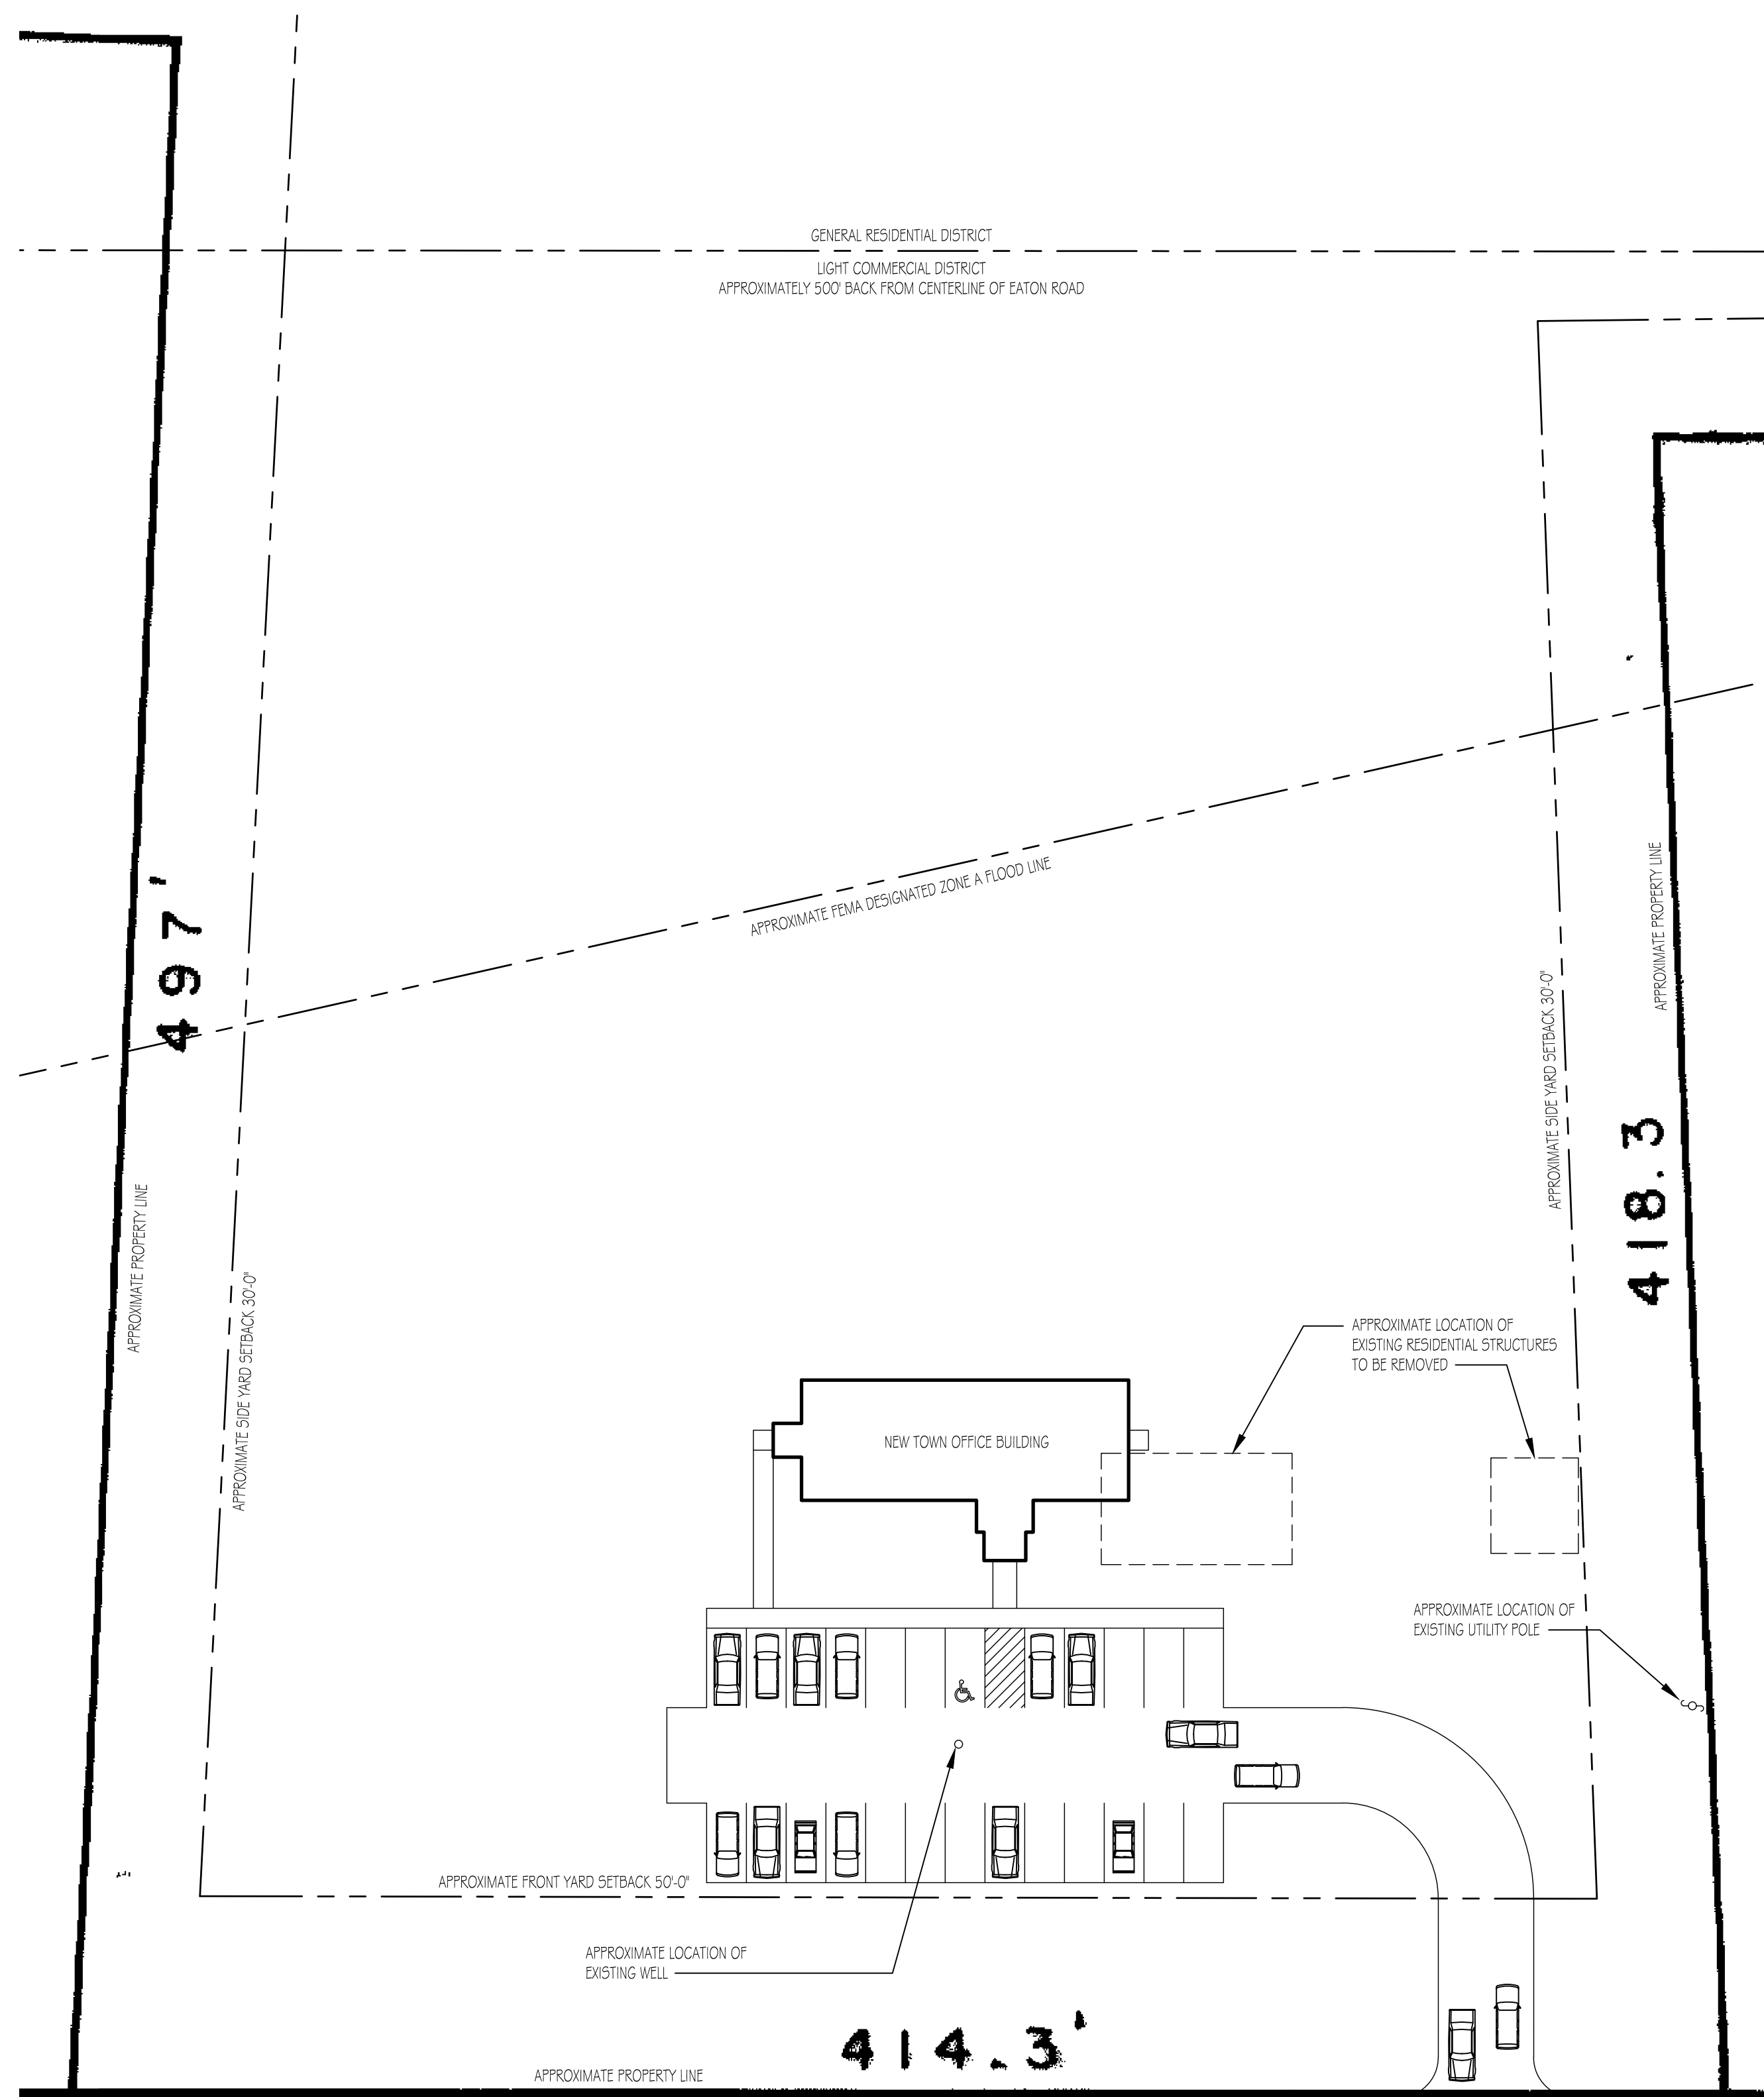 GENERAL RESIDENTIAL DISTRICT
LIGHT COMMERCIAL DISTRICT
APPROXIMATELY 500' BACK FROM CENTERLINE OF EATON ROAD
APPROXIMATE FEMA DESIGNATED ZONE A FLOOD LINE
497'
APPROXIMATE PROPERTY LINE
APPROXIMATE SIDE YARD SETBACK 30'-0"
APPROXIMATE PROPERTY LINE
APPROXIMATE SIDE YARD SETBACK 30'-0"
418.3
APPROXIMATE LOCATION OF
EXISTING RESIDENTIAL STRUCTURES
TO BE REMOVED
NEW TOWN OFFICE BUILDING
APPROXIMATE LOCATION OF
EXISTING UTILITY POLE
APPROXIMATE FRONT YARD SETBACK 50'-0"
APPROXIMATE LOCATION OF
EXISTING WELL
414.3'
APPROXIMATE PROPERTY LINE